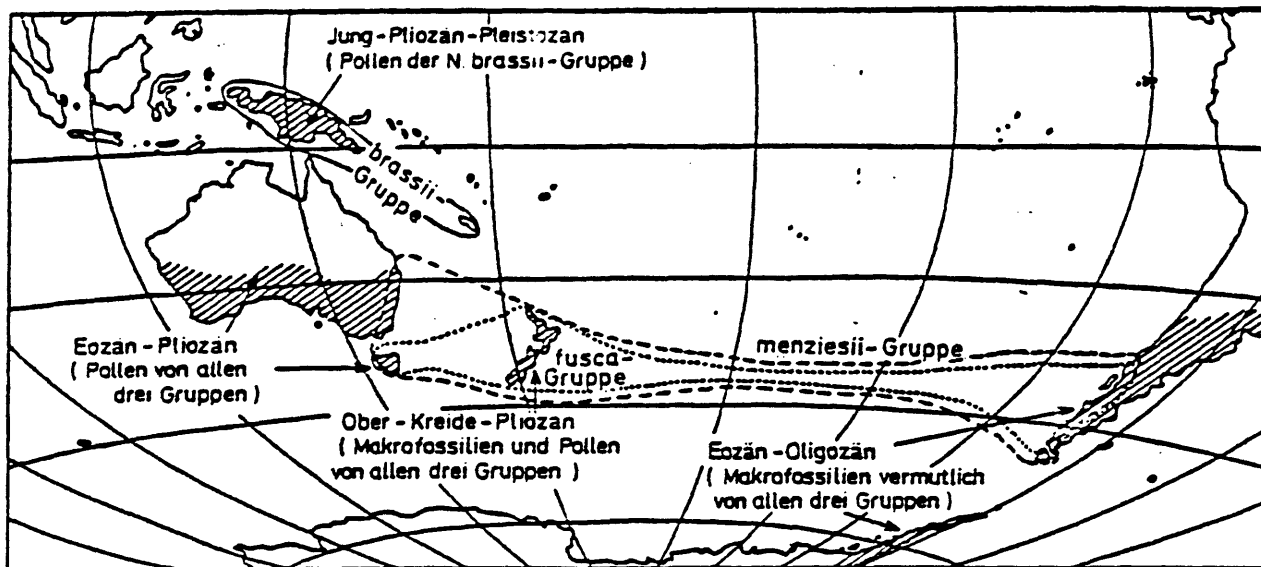 Jung-Pliozän-Pleistozän
( Pollen der N. brassii-Gruppe )
brassii-
Gruppe
Eozän-Pliozän
( Pollen von allen
drei Gruppen )
fusca-
Gruppe
menziesii-Gruppe
Ober-Kreide-Pliozän
( Makrofossilien und Pollen
von allen drei Gruppen )
Eozän-Oligozän
( Makrofossilien vermutlich
von allen drei Gruppen )